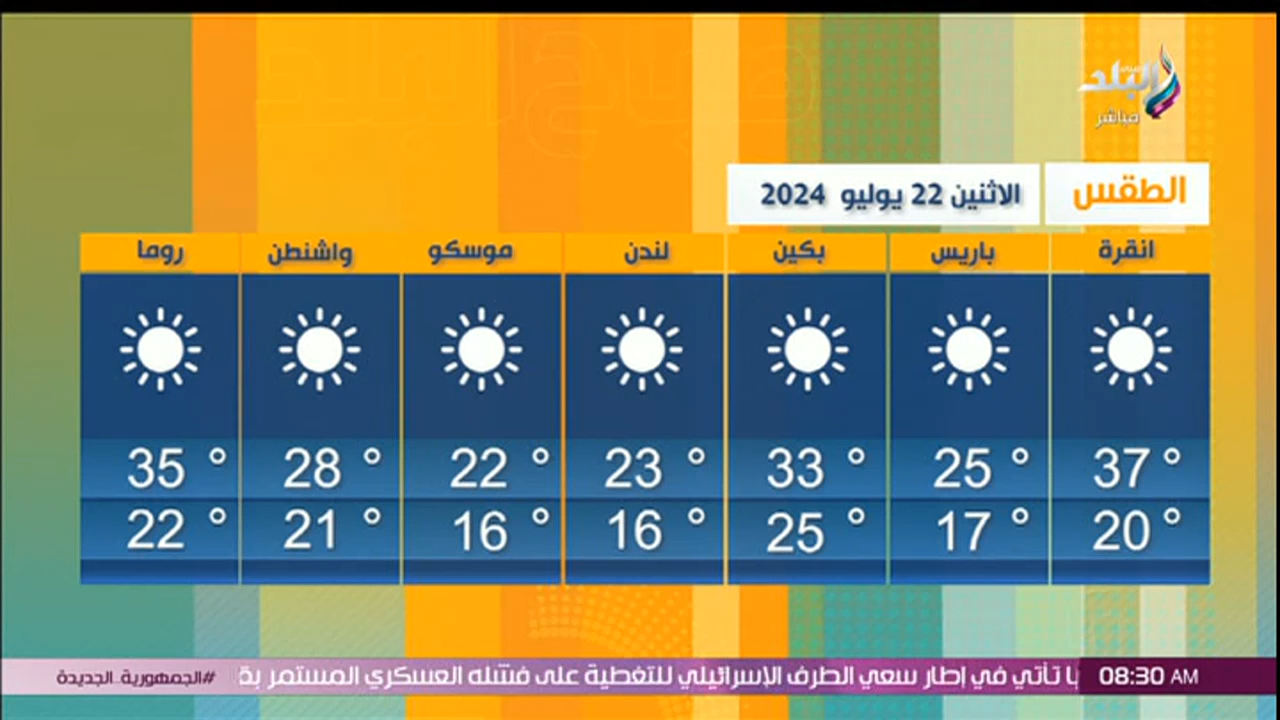 صدى البلد
مباشر
الطقس
الاثنين 22 يوليو 2024
انقرة باريس بكين لندن موسكو واشنطن روما
37° 25° 33° 23° 22° 28° 35°
20° 17° 25° 16° 16° 21° 22°
08:30 AM تأتي في إطار سعي الطرف الإسرائيلي للتغطية على فشله العسكري المستمر #الجمهورية_الجديدة